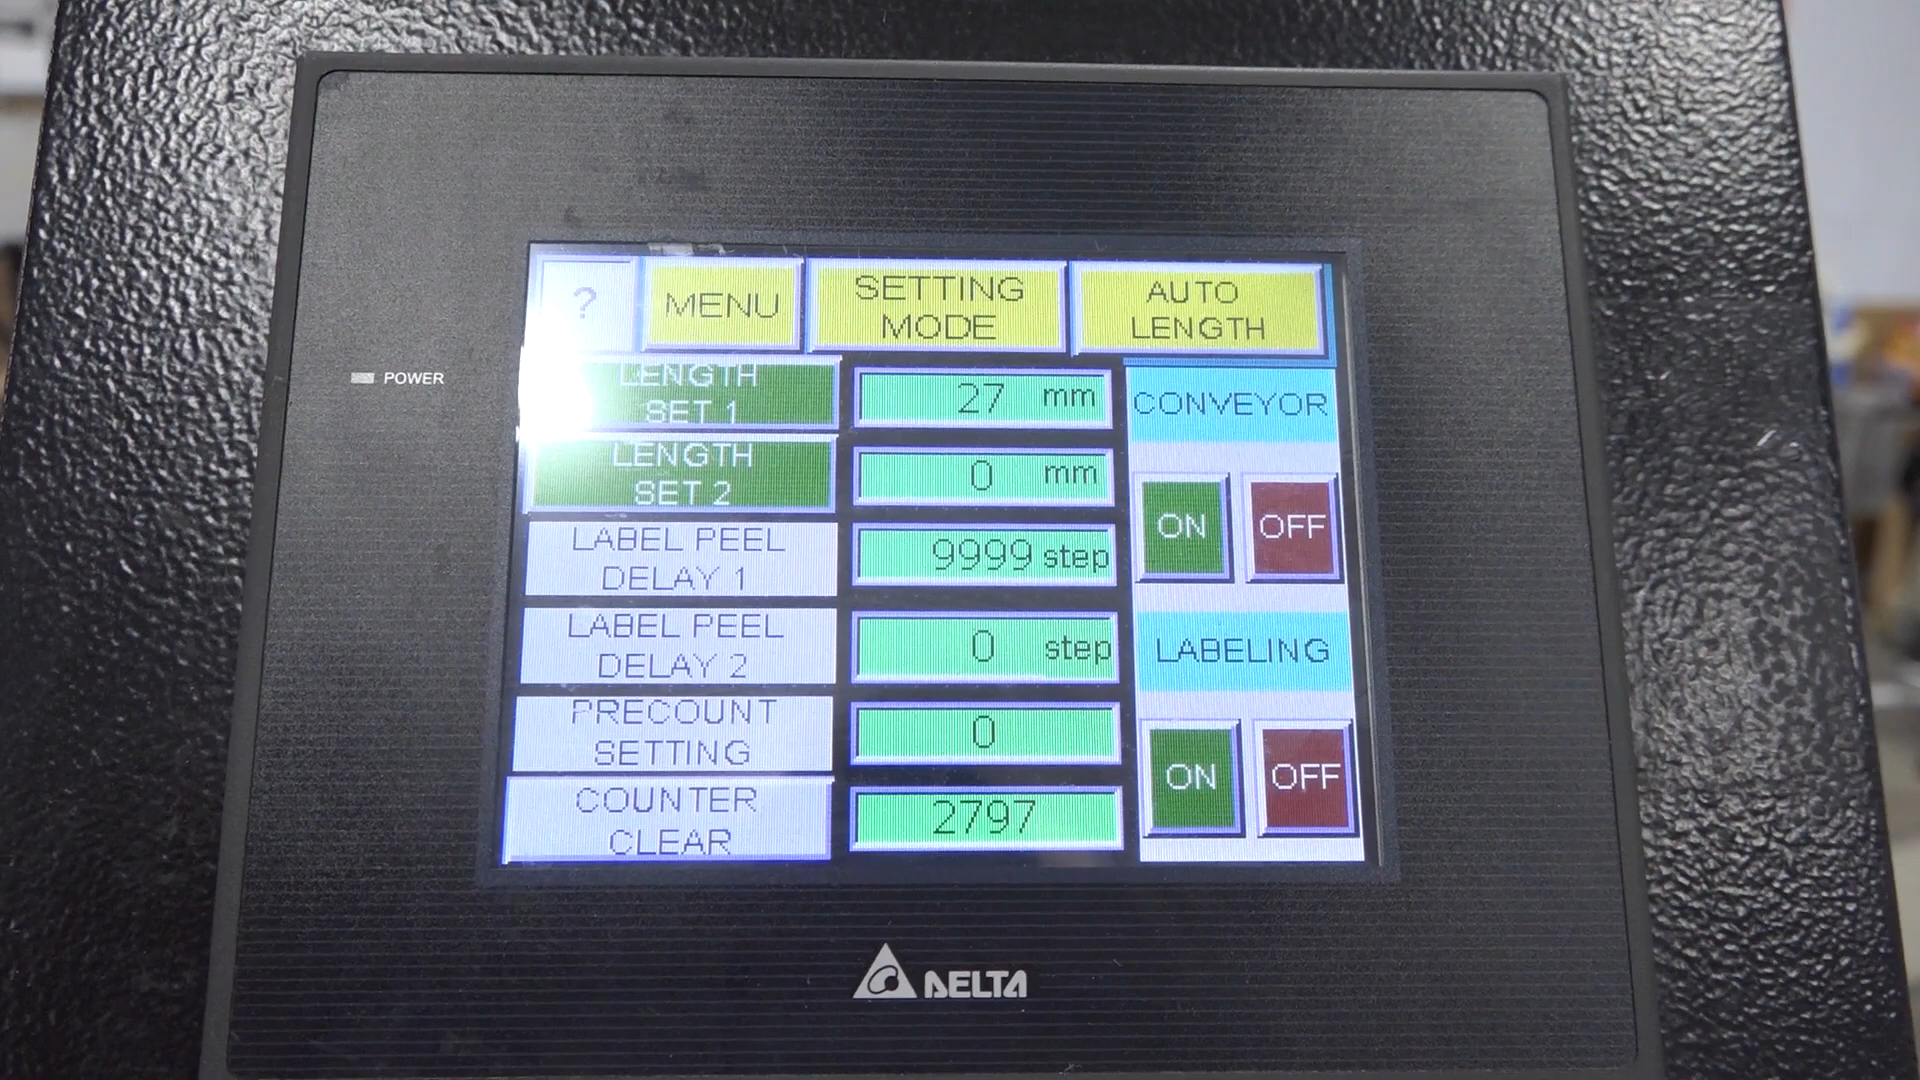 ?
MENU
SETTING
MODE
AUTO
LENGTH
POWER
LENGTH
SET 1
27 mm
CONVEYOR
LENGTH
SET 2
0 mm
ON
OFF
LABEL PEEL
DELAY 1
9999 step
LABEL PEEL
DELAY 2
0 step
LABELING
PRECOUNT
SETTING
0
ON
OFF
COUNTER
CLEAR
2797
DELTA